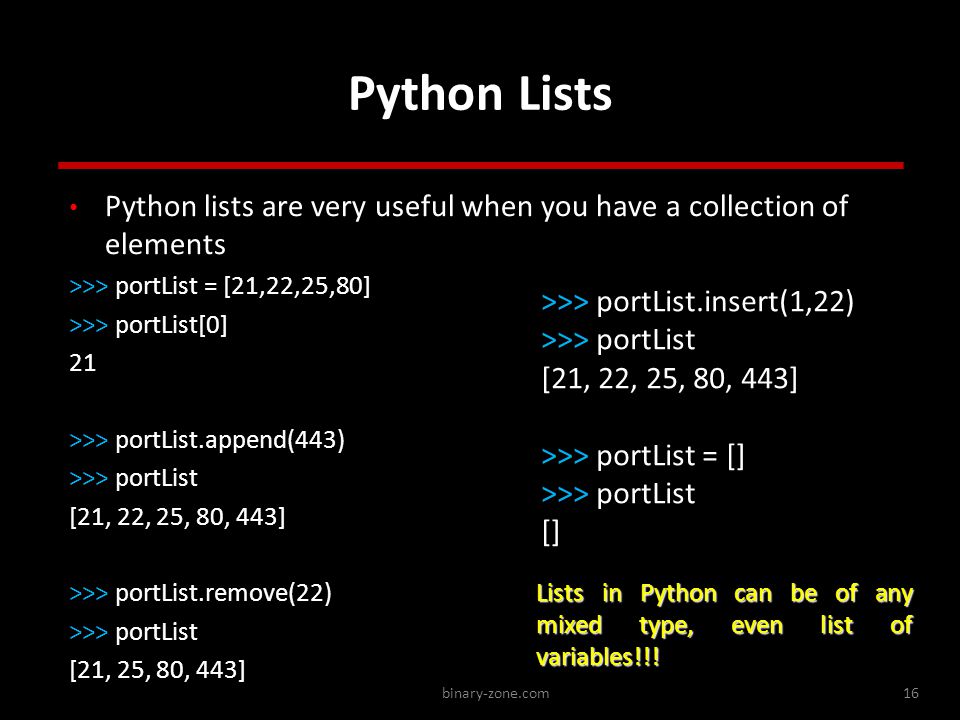 Python Lists
• Python lists are very useful when you have a collection of
elements
>>> portList = [21,22,25,80]
>>> portList[0]
21
>>> portList.append(443)
>>> portList
[21, 22, 25, 80, 443]
>>> portList.remove(22)
>>> portList
[21, 25, 80, 443]
>>> portList.insert(1,22)
>>> portList
[21, 22, 25, 80, 443]
>>> portList = []
>>> portList
[]
Lists in Python can be of any
mixed type, even list of
variables!!!
binary-zone.com
16